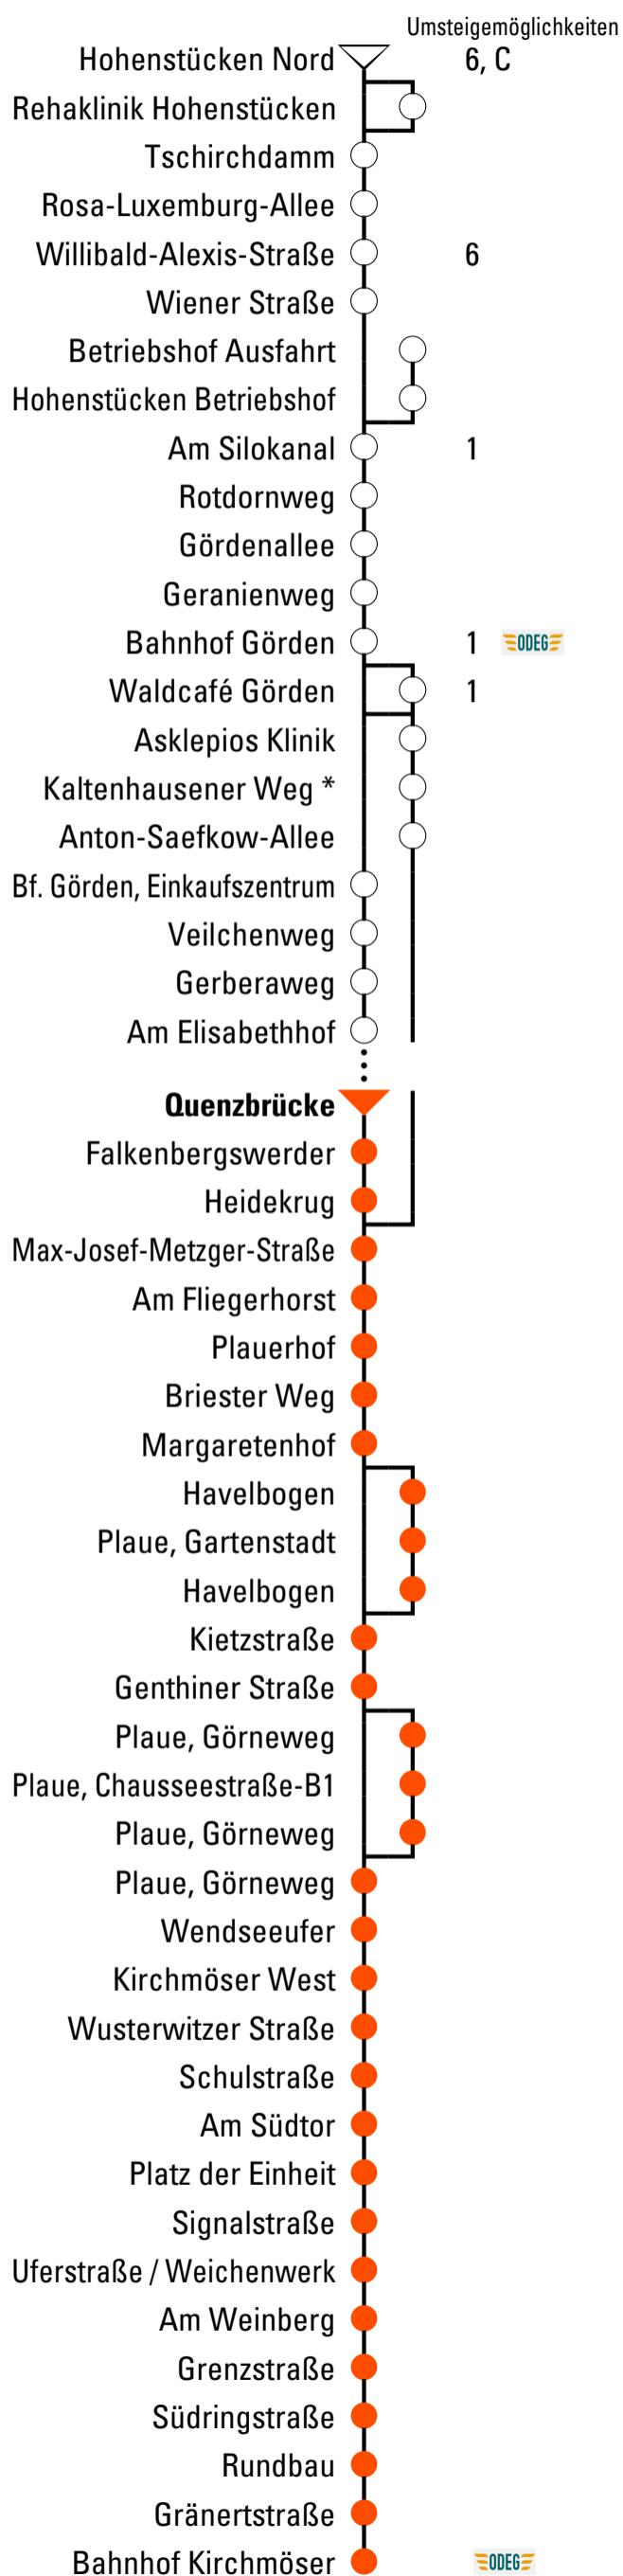 Umsteigemöglichkeiten
Hohenstücken Nord 6, C
Rehaklinik Hohenstücken
Tschirchdamm
Rosa-Luxemburg-Allee
Willibald-Alexis-Straße 6
Wiener Straße
Betriebshof Ausfahrt
Hohenstücken Betriebshof
Am Silokanal 1
Rotdornweg
Gördenallee
Geranienweg
Bahnhof Görden 1 ODEG
Waldcafé Görden 1
Asklepios Klinik
Kaltenhausener Weg *
Anton-Saefkow-Allee
Bf. Görden, Einkaufszentrum
Veilchenweg
Gerberaweg
Am Elisabethhof
Quenzbrücke
Falkenbergswerder
Heidekrug
Max-Josef-Metzger-Straße
Am Fliegerhorst
Plauerhof
Briester Weg
Margaretenhof
Havelbogen
Plaue, Gartenstadt
Havelbogen
Kietzstraße
Genthiner Straße
Plaue, Görneweg
Plaue, Chausseestraße-B1
Plaue, Görneweg
Plaue, Görneweg
Wendseeufer
Kirchmöser West
Wusterwitzer Straße
Schulstraße
Am Südtor
Platz der Einheit
Signalstraße
Uferstraße / Weichenwerk
Am Weinberg
Grenzstraße
Südringstraße
Rundbau
Gränertstraße
Bahnhof Kirchmöser ODEG